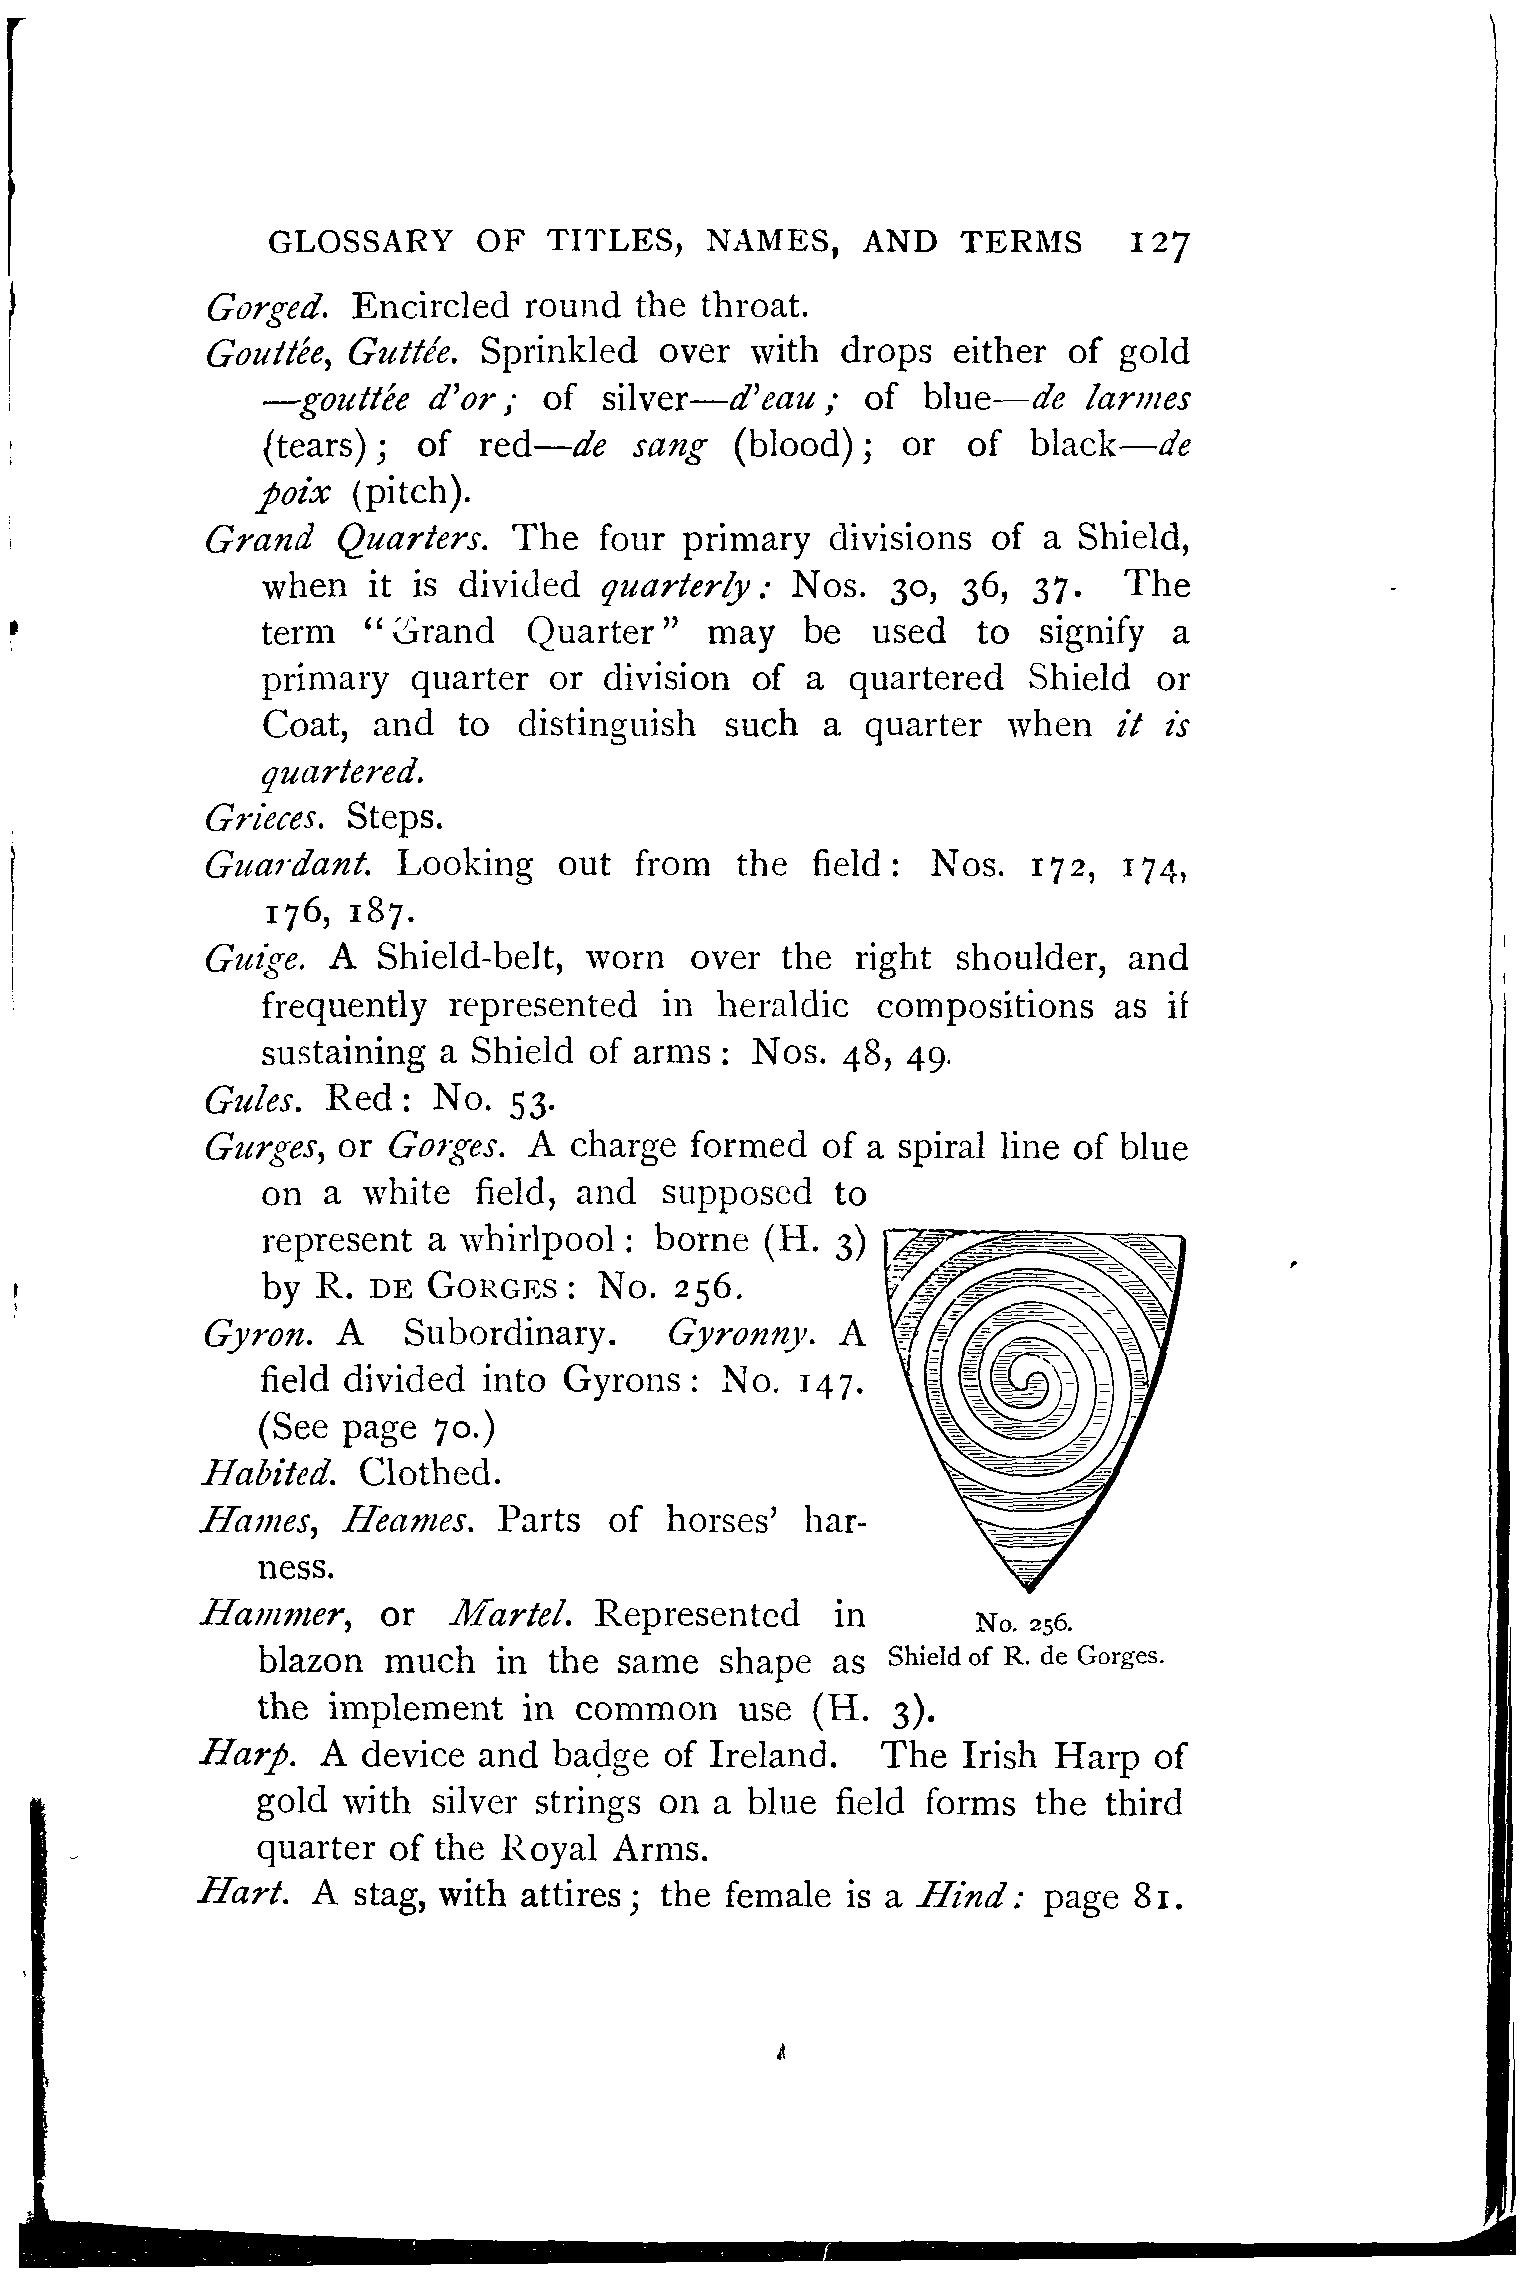 GLOSSARY OF TITLES, NAMES, AND TERMS 127
Gorged. Encircled round the throat.
Gouttée, Guttée. Sprinkled over with drops either of gold
—gouttée d'or; of silver—d'eau; of blue—de larmes
(tears); of red—de sang (blood); or of black—de
poix (pitch).
Grand Quarters. The four primary divisions of a Shield,
when it is divided quarterly: Nos. 30, 36, 37. The
term “Grand Quarter” may be used to signify a
primary quarter or division of a quartered Shield or
Coat, and to distinguish such a quarter when it is
quartered.
Grieces. Steps.
Guardant. Looking out from the field: Nos. 172, 174,
176, 187.
Guige. A Shield-belt, worn over the right shoulder, and
frequently represented in heraldic compositions as if
sustaining a Shield of arms: Nos. 48, 49.
Gules. Red: No. 53.
Gurges, or Gorges. A charge formed of a spiral line of blue
on a white field, and supposed to
represent a whirlpool: borne (H. 3)
by R. DE GORGES: No. 256.
Gyron. A Subordinary. Gyronny. A
field divided into Gyrons: No. 147.
(See page 70.)
Habited. Clothed.
Hames, Heames. Parts of horses' har-
ness.
Hammer, or Martel. Represented in
blazon much in the same shape as
the implement in common use (H. 3).
No. 256.
Shield of R. de Gorges.
Harp. A device and badge of Ireland. The Irish Harp of
gold with silver strings on a blue field forms the third
quarter of the Royal Arms.
Hart. A stag, with attires; the female is a Hind: page 81.